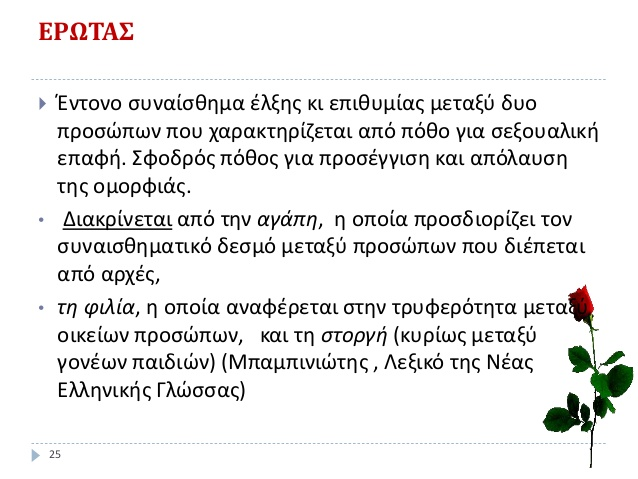 ΕΡΩΤΑΣ
Έντονο συναίσθημα έλξης κι επιθυμίας μεταξύ δυο
προσώπων που χαρακτηρίζεται από πόθο για σεξουαλική
επαφή. Σφοδρός πόθος για προσέγγιση και απόλαυση
της ομορφιάς.
Διακρίνεται από την αγάπη, η οποία προσδιορίζει τον
συναισθηματικό δεσμό μεταξύ προσώπων που διέπεται
από αρχές,
τη φιλία, η οποία αναφέρεται στην τρυφερότητα μεταξύ
οικείων προσώπων, και τη στοργή (κυρίως μεταξύ
γονέων παιδιών) (Μπαμπινιώτης , Λεξικό της Νέας
Ελληνικής Γλώσσας)
25